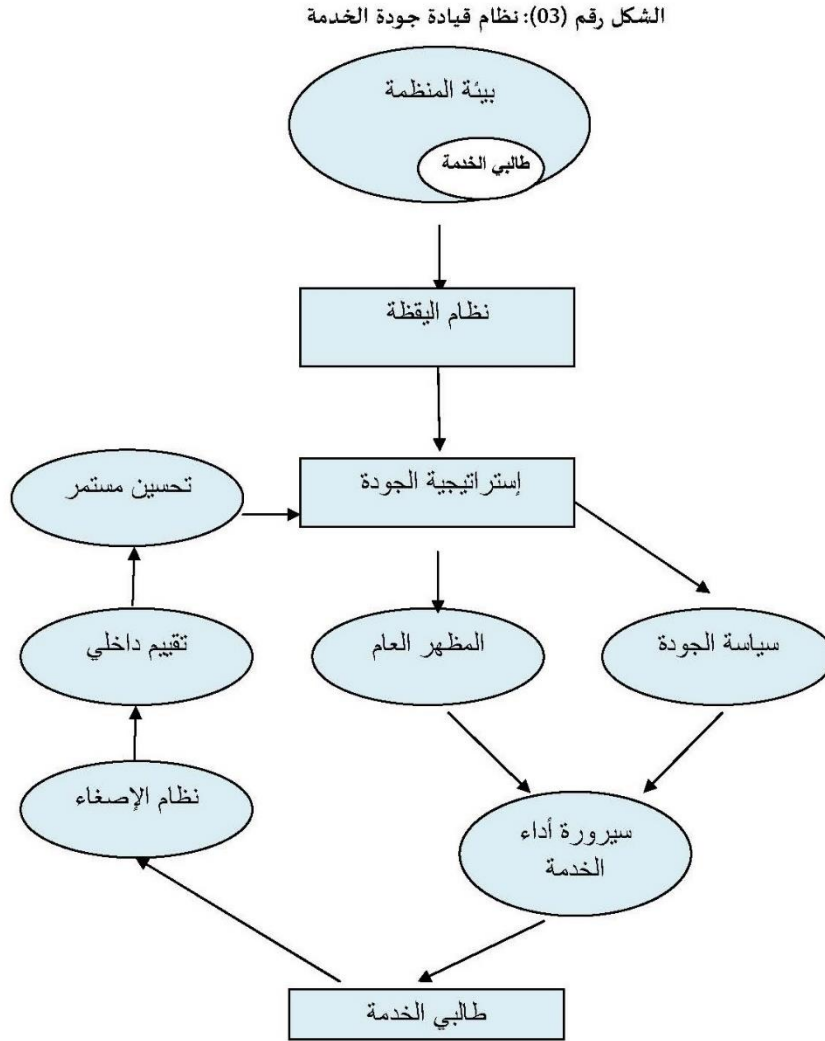 الشكل رقم (03): نظام قيادة جودة الخدمة
بيئة المنظمة
طالبي الخدمة
نظام اليقظة
إستراتيجية الجودة
تحسين مستمر
سياسة الجودة
المظهر العام
تقييم داخلي
نظام الإصغاء
سيرورة أداء
الخدمة
طالبي الخدمة